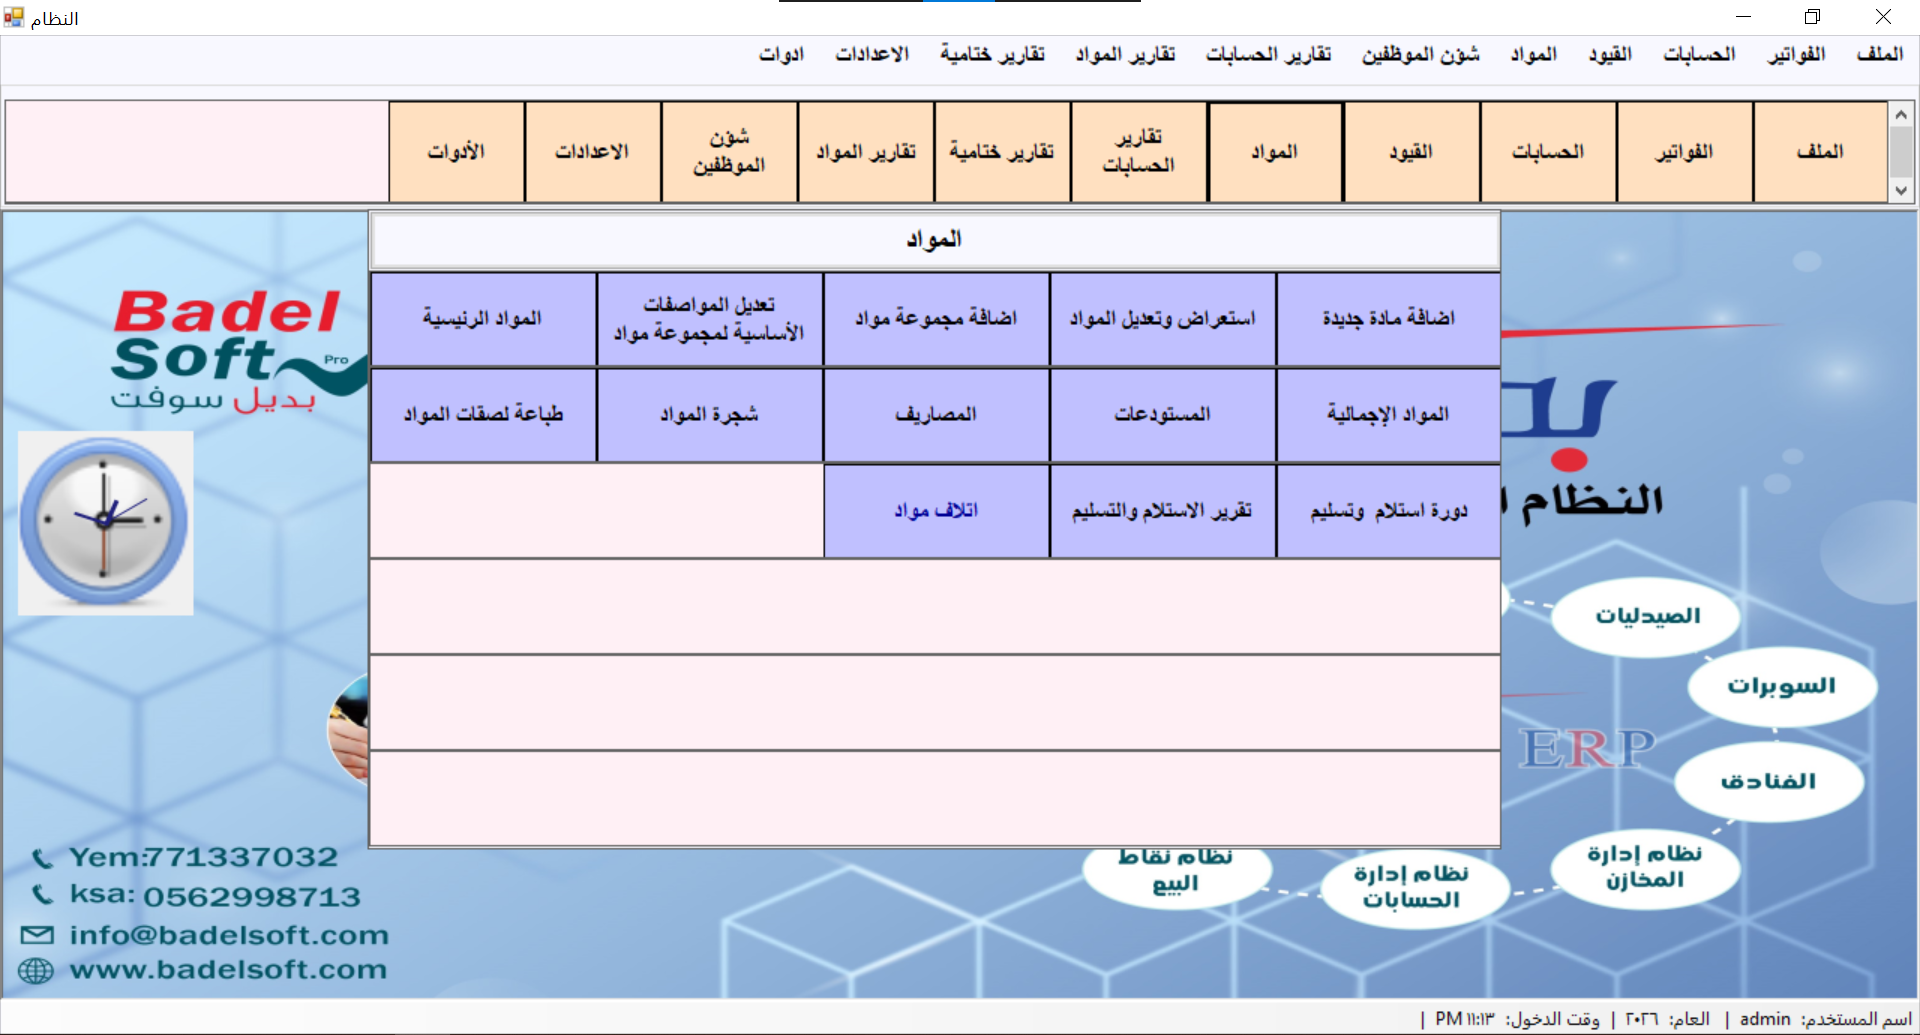 النظام
الملف الفواتير الحسابات القيود المواد شؤن الموظفين تقارير الحسابات تقارير المواد تقارير ختامية الاعدادات ادوات
الملف
الفواتير
الحسابات
القيود
المواد
تقارير
الحسابات
تقارير ختامية
تقارير المواد
شؤن
الموظفين
الاعدادات
الأدوات
المواد
اضافة مادة جديدة
استعراض وتعديل المواد
اضافة مجموعة مواد
تعديل المواصفات
الأساسية لمجموعة مواد
المواد الرئيسية
المواد الإجمالية
المستودعات
المصاريف
شجرة المواد
طباعة لصقات المواد
دورة استلام وتسليم
تقرير الاستلام والتسليم
اتلاف مواد
Badel
Soft Pro
بديل سوفت
النظام
الصيدليات
السوبرات
ERP
الفنادق
نظام إدارة
المخازن
نظام إدارة
الحسابات
نظام نقاط
البيع
Yem:771337032
ksa: 0562998713
info@badelsoft.com
www.badelsoft.com
اسم المستخدم: admin | العام: ٢٠٢٦ | وقت الدخول: ١١:١٣ PM |